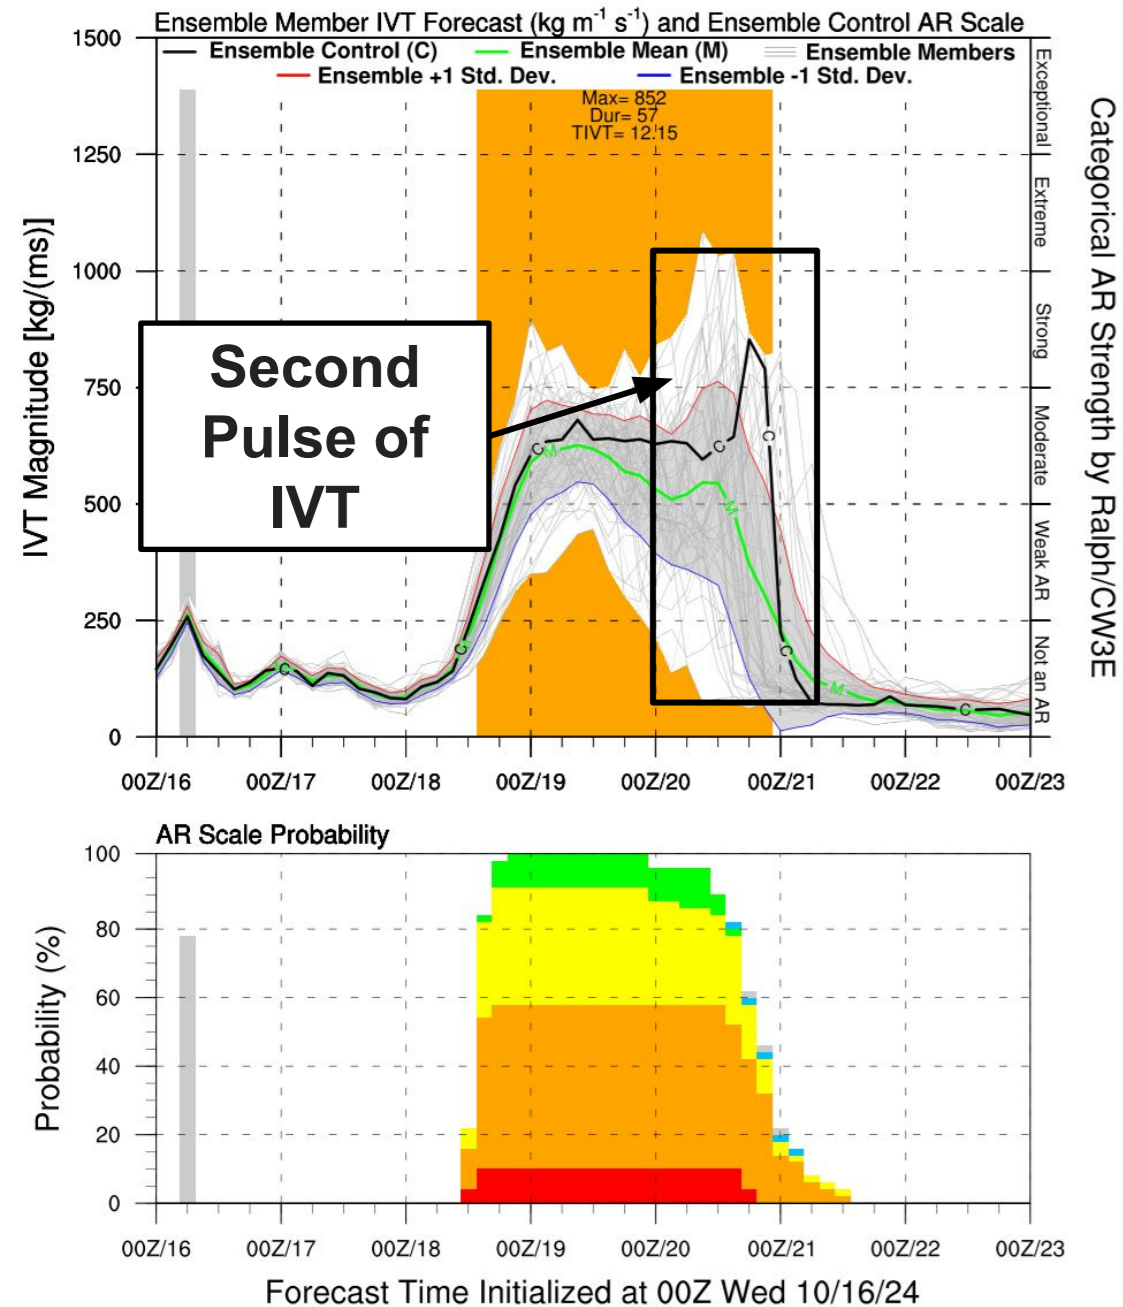 Ensemble Member IVT Forecast (kg m⁻¹ s⁻¹) and Ensemble Control AR Scale
Ensemble Control (C) Ensemble Mean (M) Ensemble Members
Ensemble +1 Std. Dev. Ensemble -1 Std. Dev.
Max= 852
Dur= 57
TIVT= 12.15
IVT Magnitude [kg/(ms)]
1500
1250
1000
750
500
250
0
Second
Pulse of
IVT
C
M
C
M
C
C
C
C
M
C
Exceptional
Extreme
Strong
Moderate
Weak AR
Not an AR
Categorical AR Strength by Ralph/CW3E
00Z/16 00Z/17 00Z/18 00Z/19 00Z/20 00Z/21 00Z/22 00Z/23
AR Scale Probability
Probability (%)
100
80
60
40
20
0
00Z/16 00Z/17 00Z/18 00Z/19 00Z/20 00Z/21 00Z/22 00Z/23
Forecast Time Initialized at 00Z Wed 10/16/24